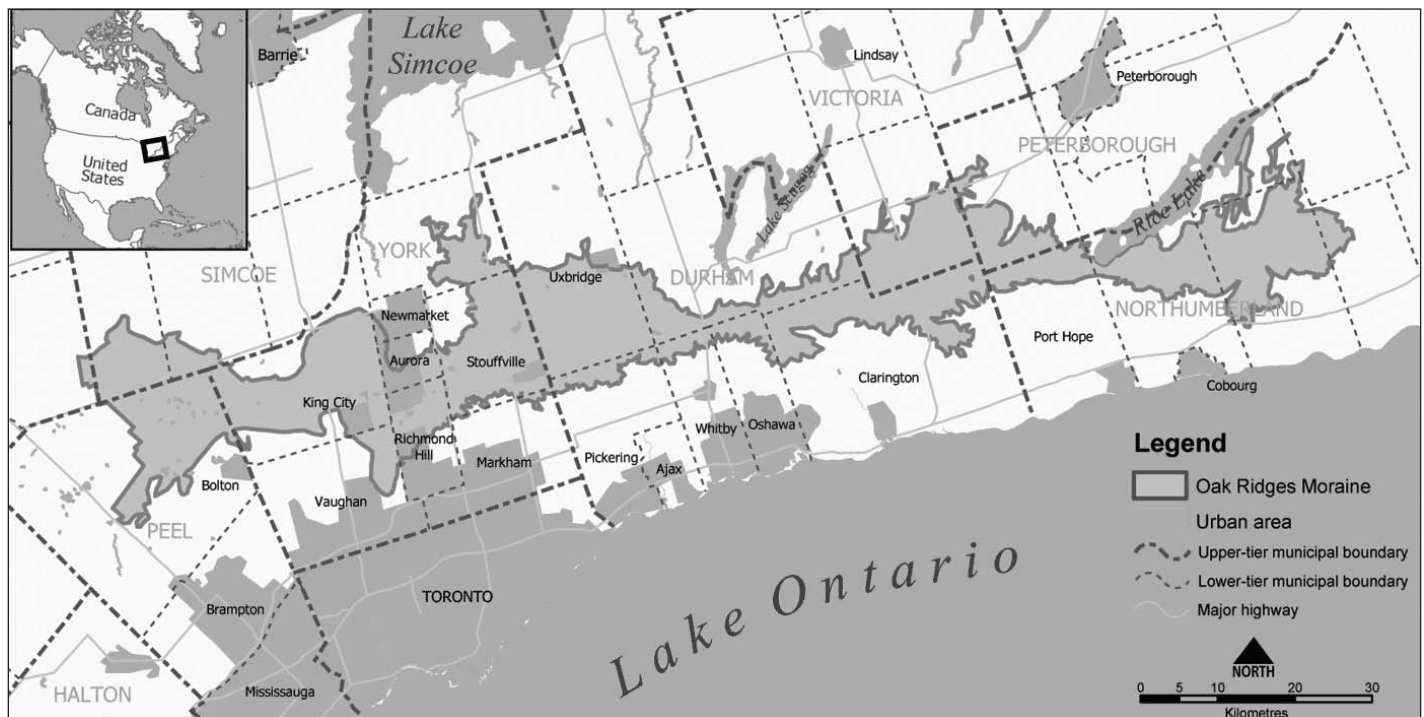 Canada
United
States
Barrie
Lake
Simcoe
Lindsay
VICTORIA
Peterborough
PETERBOROUGH
Lake Scugog
Rice Lake
SIMCOE
YORK
Uxbridge
DURHAM
NORTHUMBERLAND
Newmarket
Aurora
Stouffville
Port Hope
King City
Clarington
Cobourg
Richmond
Hill
Whitby
Oshawa
Markham
Pickering
Ajax
Bolton
Vaughan
PEEL
Brampton
TORONTO
Lake Ontario
HALTON
Mississauga
Legend
Oak Ridges Moraine
Urban area
Upper-tier municipal boundary
Lower-tier municipal boundary
Major highway
NORTH
0 5 10 20 30
Kilometres